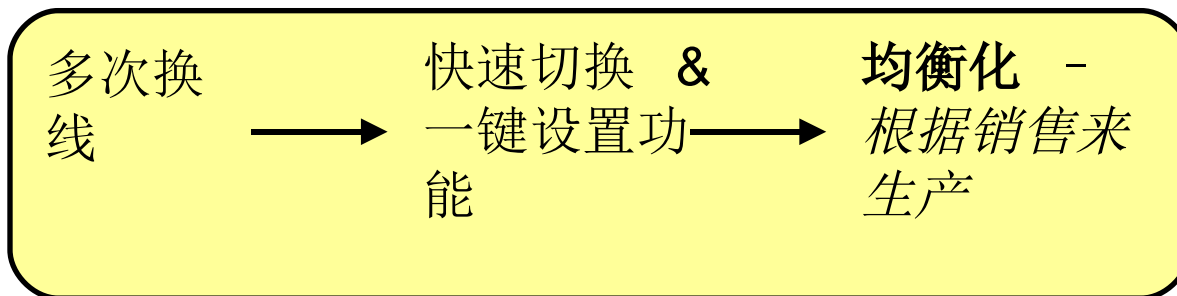 多次换
线
快速切换 &
一键设置功
能
均衡化 -
根据销售来
生产